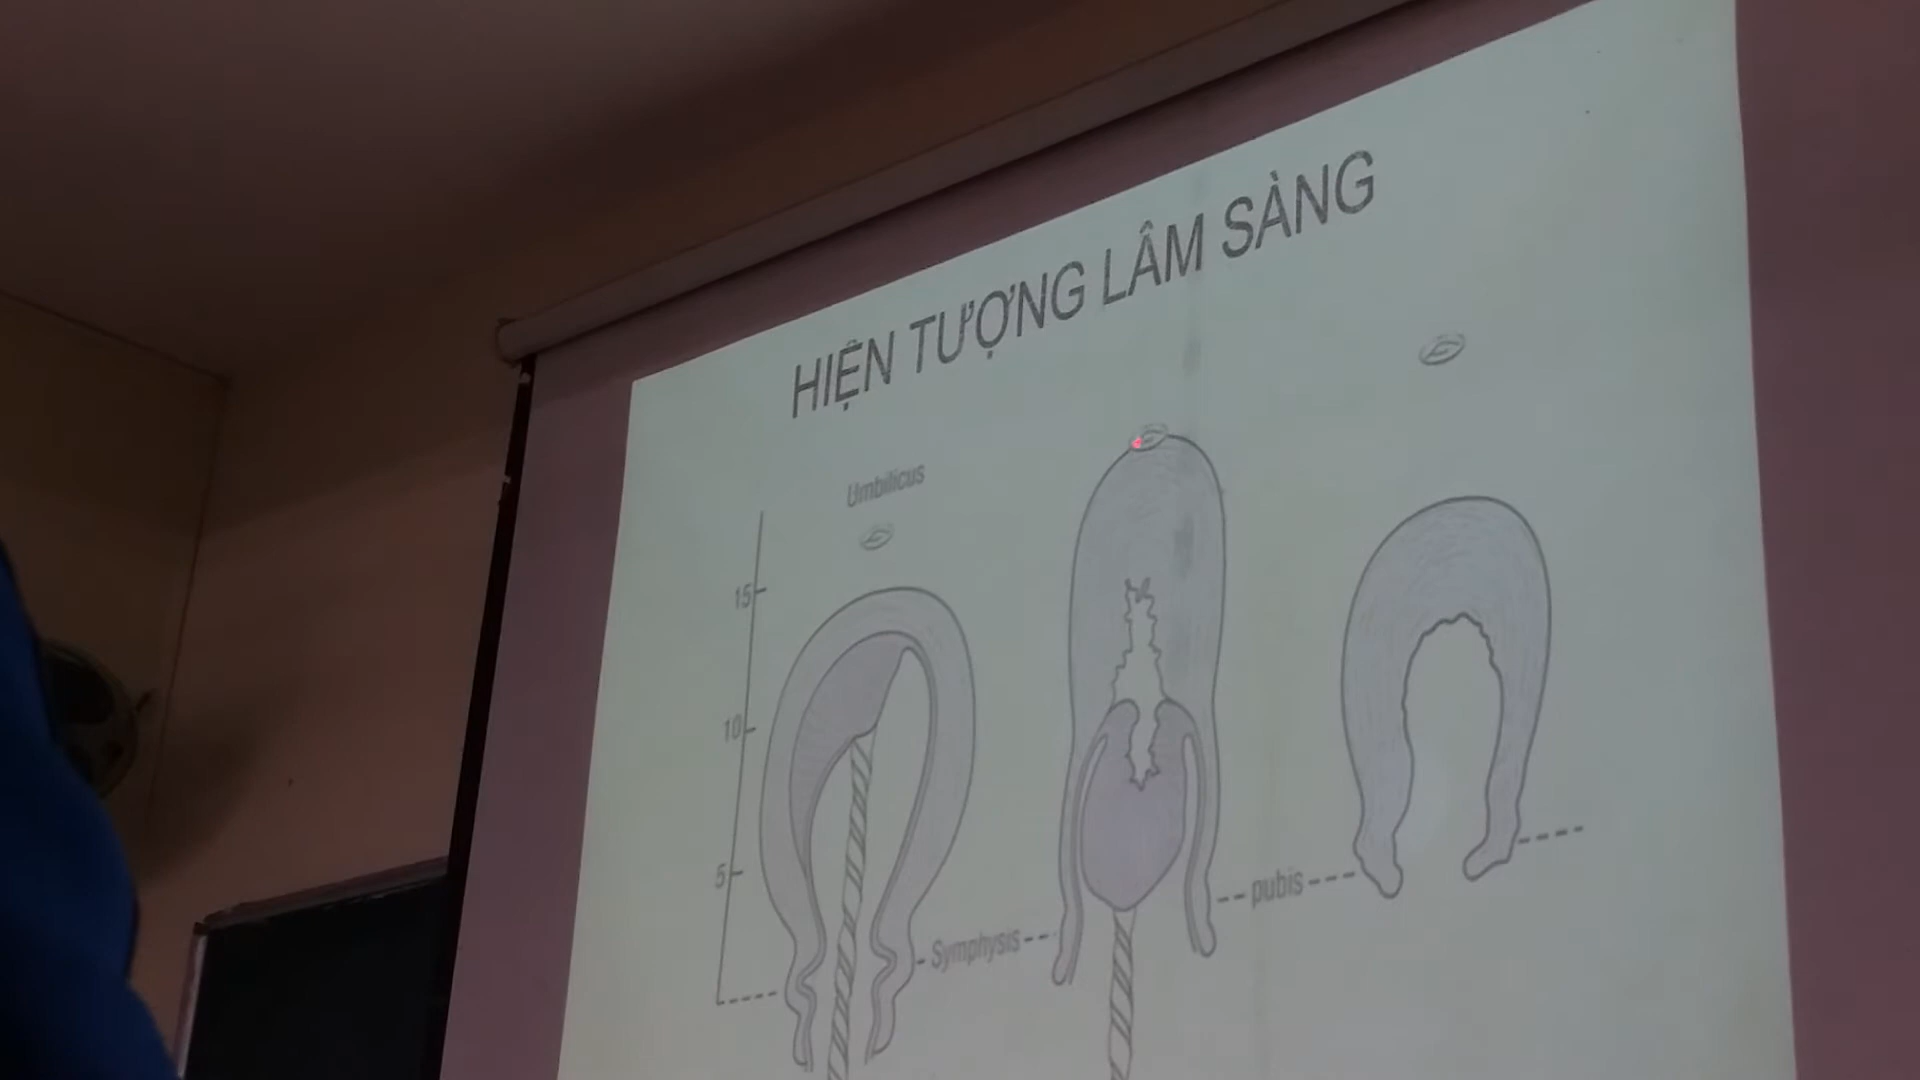 HIỆN TƯỢNG LÂM SÀNG
Umbilicus
15
10
5
Symphysis
pubis